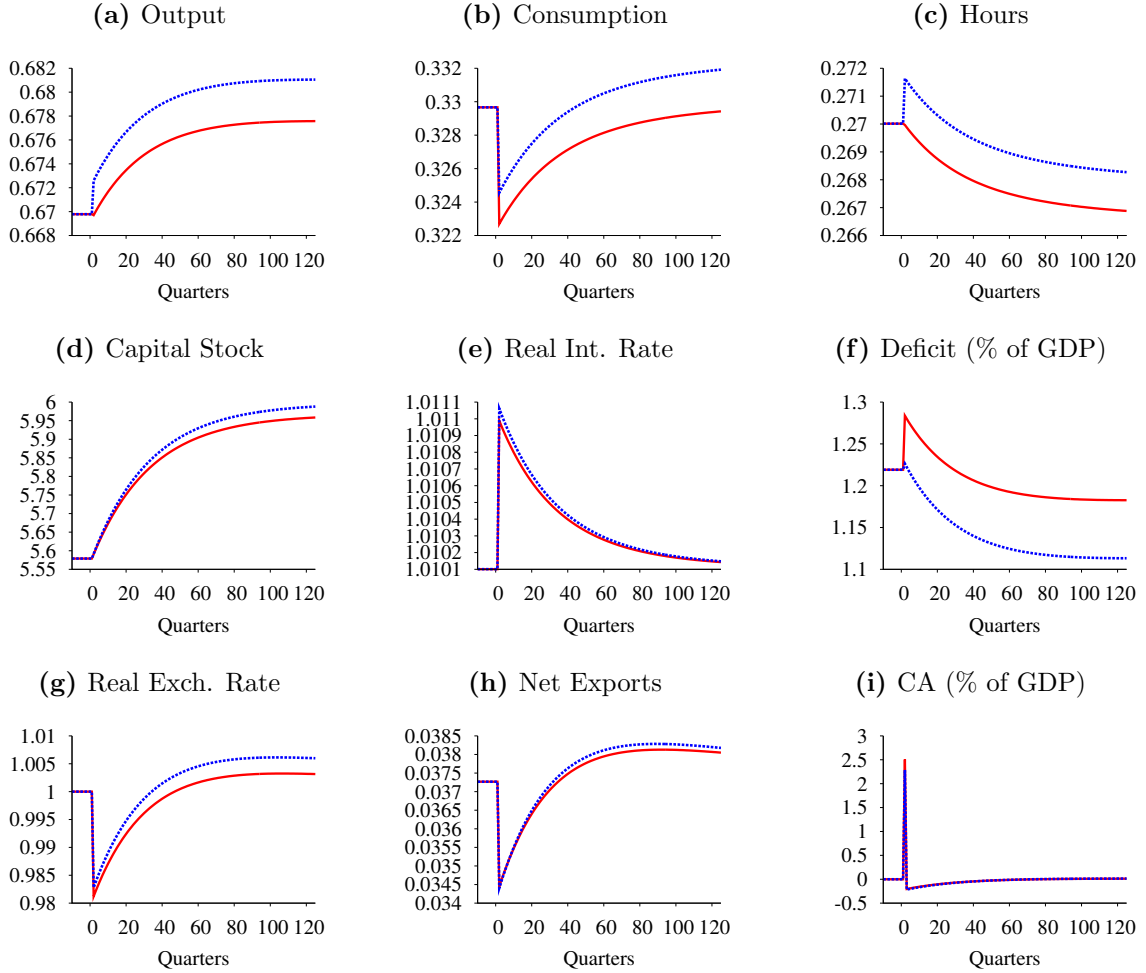 (a) Output
(b) Consumption
(c) Hours
0.682
0.68
0.678
0.676
0.674
0.672
0.67
0.668
0 20 40 60 80 100 120
Quarters
0.332
0.33
0.328
0.326
0.324
0.322
0 20 40 60 80 100 120
Quarters
0.272
0.271
0.27
0.269
0.268
0.267
0.266
0 20 40 60 80 100 120
Quarters
(d) Capital Stock
(e) Real Int. Rate
(f) Deficit (% of GDP)
6
5.95
5.9
5.85
5.8
5.75
5.7
5.65
5.6
5.55
0 20 40 60 80 100 120
Quarters
1.0111
1.0109
1.0107
1.0106
1.0104
1.0102
1.0101
0 20 40 60 80 100 120
Quarters
1.3
1.25
1.2
1.15
1.1
0 20 40 60 80 100 120
Quarters
(g) Real Exch. Rate
(h) Net Exports
(i) CA (% of GDP)
1.01
1.005
1
0.995
0.99
0.985
0.98
0 20 40 60 80 100 120
Quarters
0.0385
0.038
0.0375
0.037
0.0365
0.036
0.0355
0.035
0.0345
0.034
0 20 40 60 80 100 120
Quarters
3
2.5
2
1.5
1
0.5
0
-0.5
0 20 40 60 80 100 120
Quarters